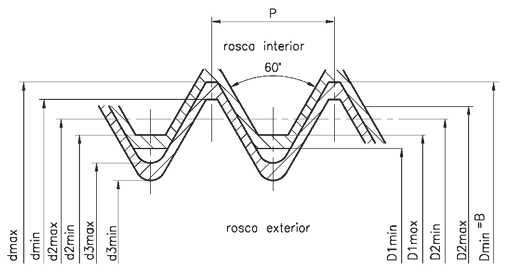 P
rosca interior
60°
rosca exterior
dmax
dmin
d2max
d2min
d3max
d3min
D1min
D1max
D2min
D2max
Dmin =B